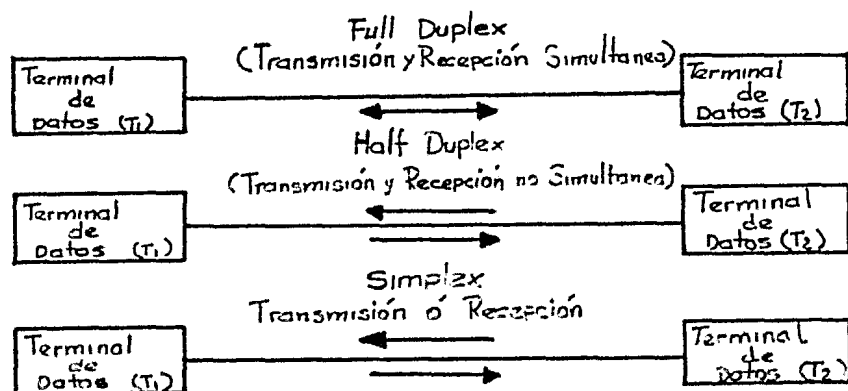 Full Duplex
(Transmisión y Recepción Simultanea)
Terminal
de
Datos (T1)
Terminal
de
Datos (T2)
Half Duplex
(Transmisión y Recepción no Simultanea)
Terminal
de
Datos (T1)
Terminal
de
Datos (T2)
Simplex
Transmisión ó Recepción
Terminal
de
Datos (T1)
Terminal
de
Datos (T2)